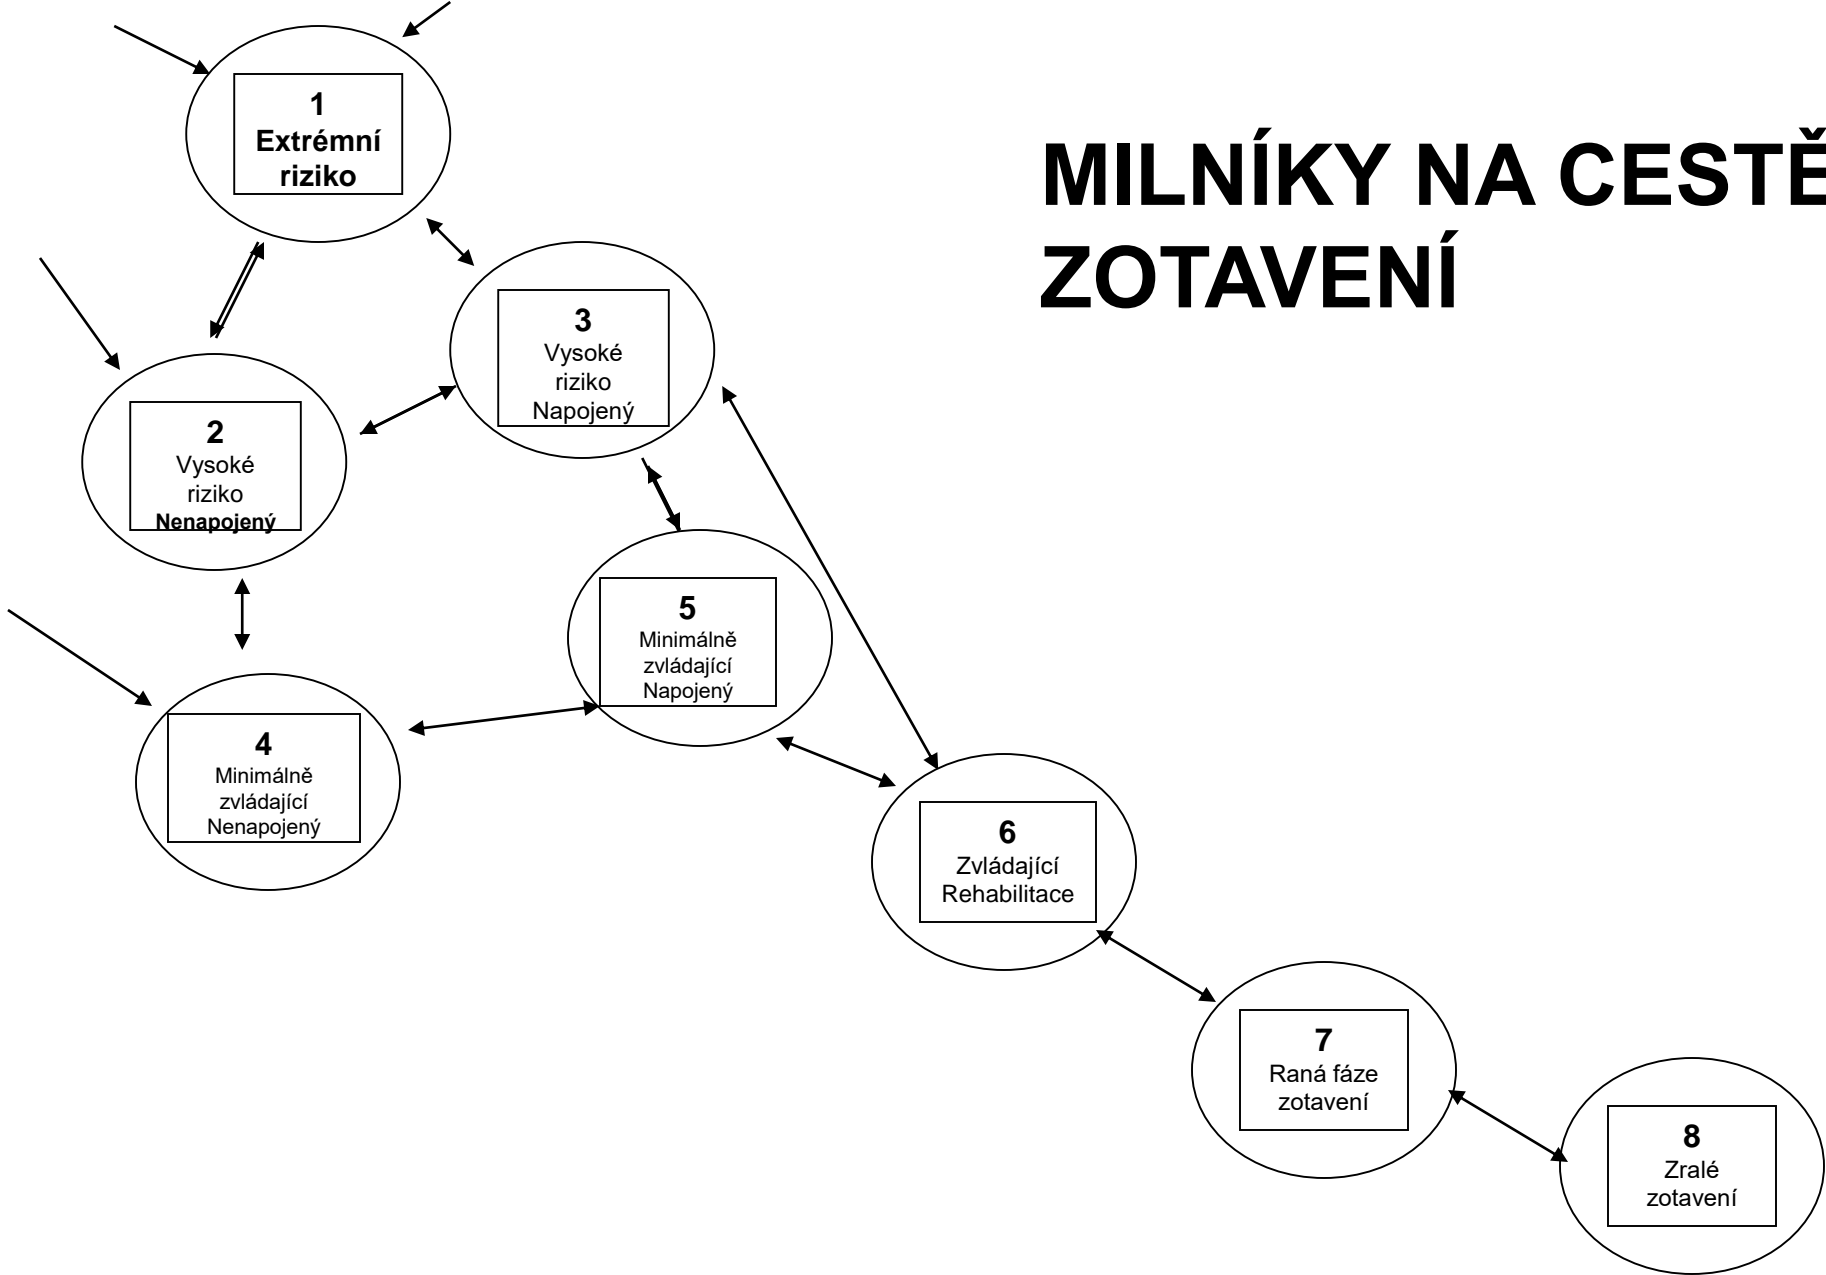 MILNÍKY NA CESTĚ
ZOTAVENÍ
1
Extrémní
riziko
2
Vysoké
riziko
Nenapojený
3
Vysoké
riziko
Napojený
4
Minimálně
zvládající
Nenapojený
5
Minimálně
zvládající
Napojený
6
Zvládající
Rehabilitace
7
Raná fáze
zotavení
8
Zralé
zotavení